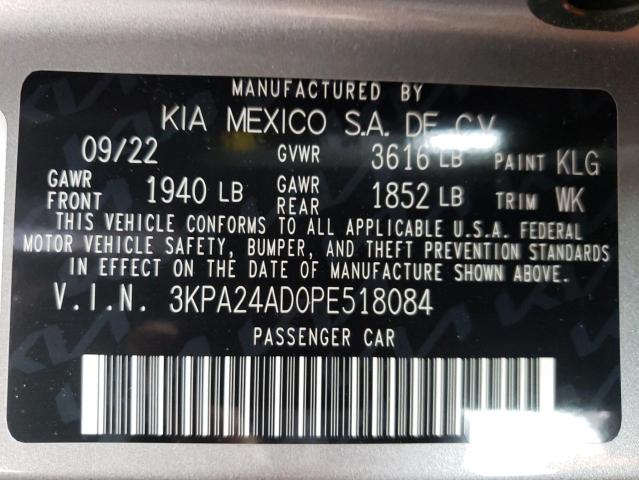 MANUFACTURED BY
KIA MEXICO S.A. DE C.V.
09/22 GVWR 3616 LB PAINT KLG
GAWR FRONT 1940 LB GAWR REAR 1852 LB TRIM WK
THIS VEHICLE CONFORMS TO ALL APPLICABLE U.S.A. FEDERAL
MOTOR VEHICLE SAFETY, BUMPER, AND THEFT PREVENTION STANDARDS
IN EFFECT ON THE DATE OF MANUFACTURE SHOWN ABOVE.
V.I.N. 3KPA24AD0PE518084
PASSENGER CAR